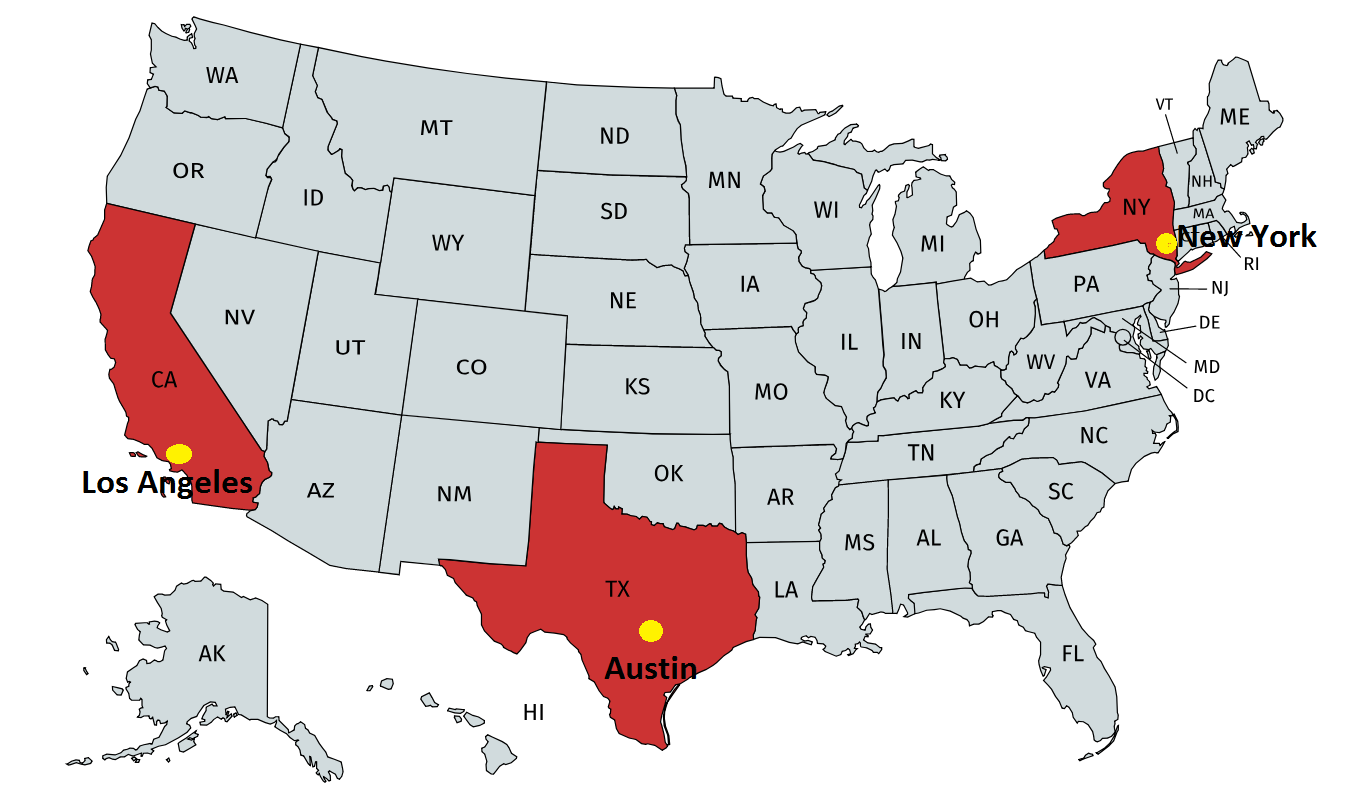 WA
MT
ND
MN
VT
ME
OR
ID
SD
WI
MI
NH
NY
MA
New York
WY
RI
IA
PA
NJ
NE
NV
OH
DE
UT
CO
IL
IN
WV
MD
CA
KS
MO
VA
DC
KY
NC
TN
Los Angeles
AZ
NM
OK
AR
SC
MS
AL
GA
TX
LA
AK
Austin
FL
HI